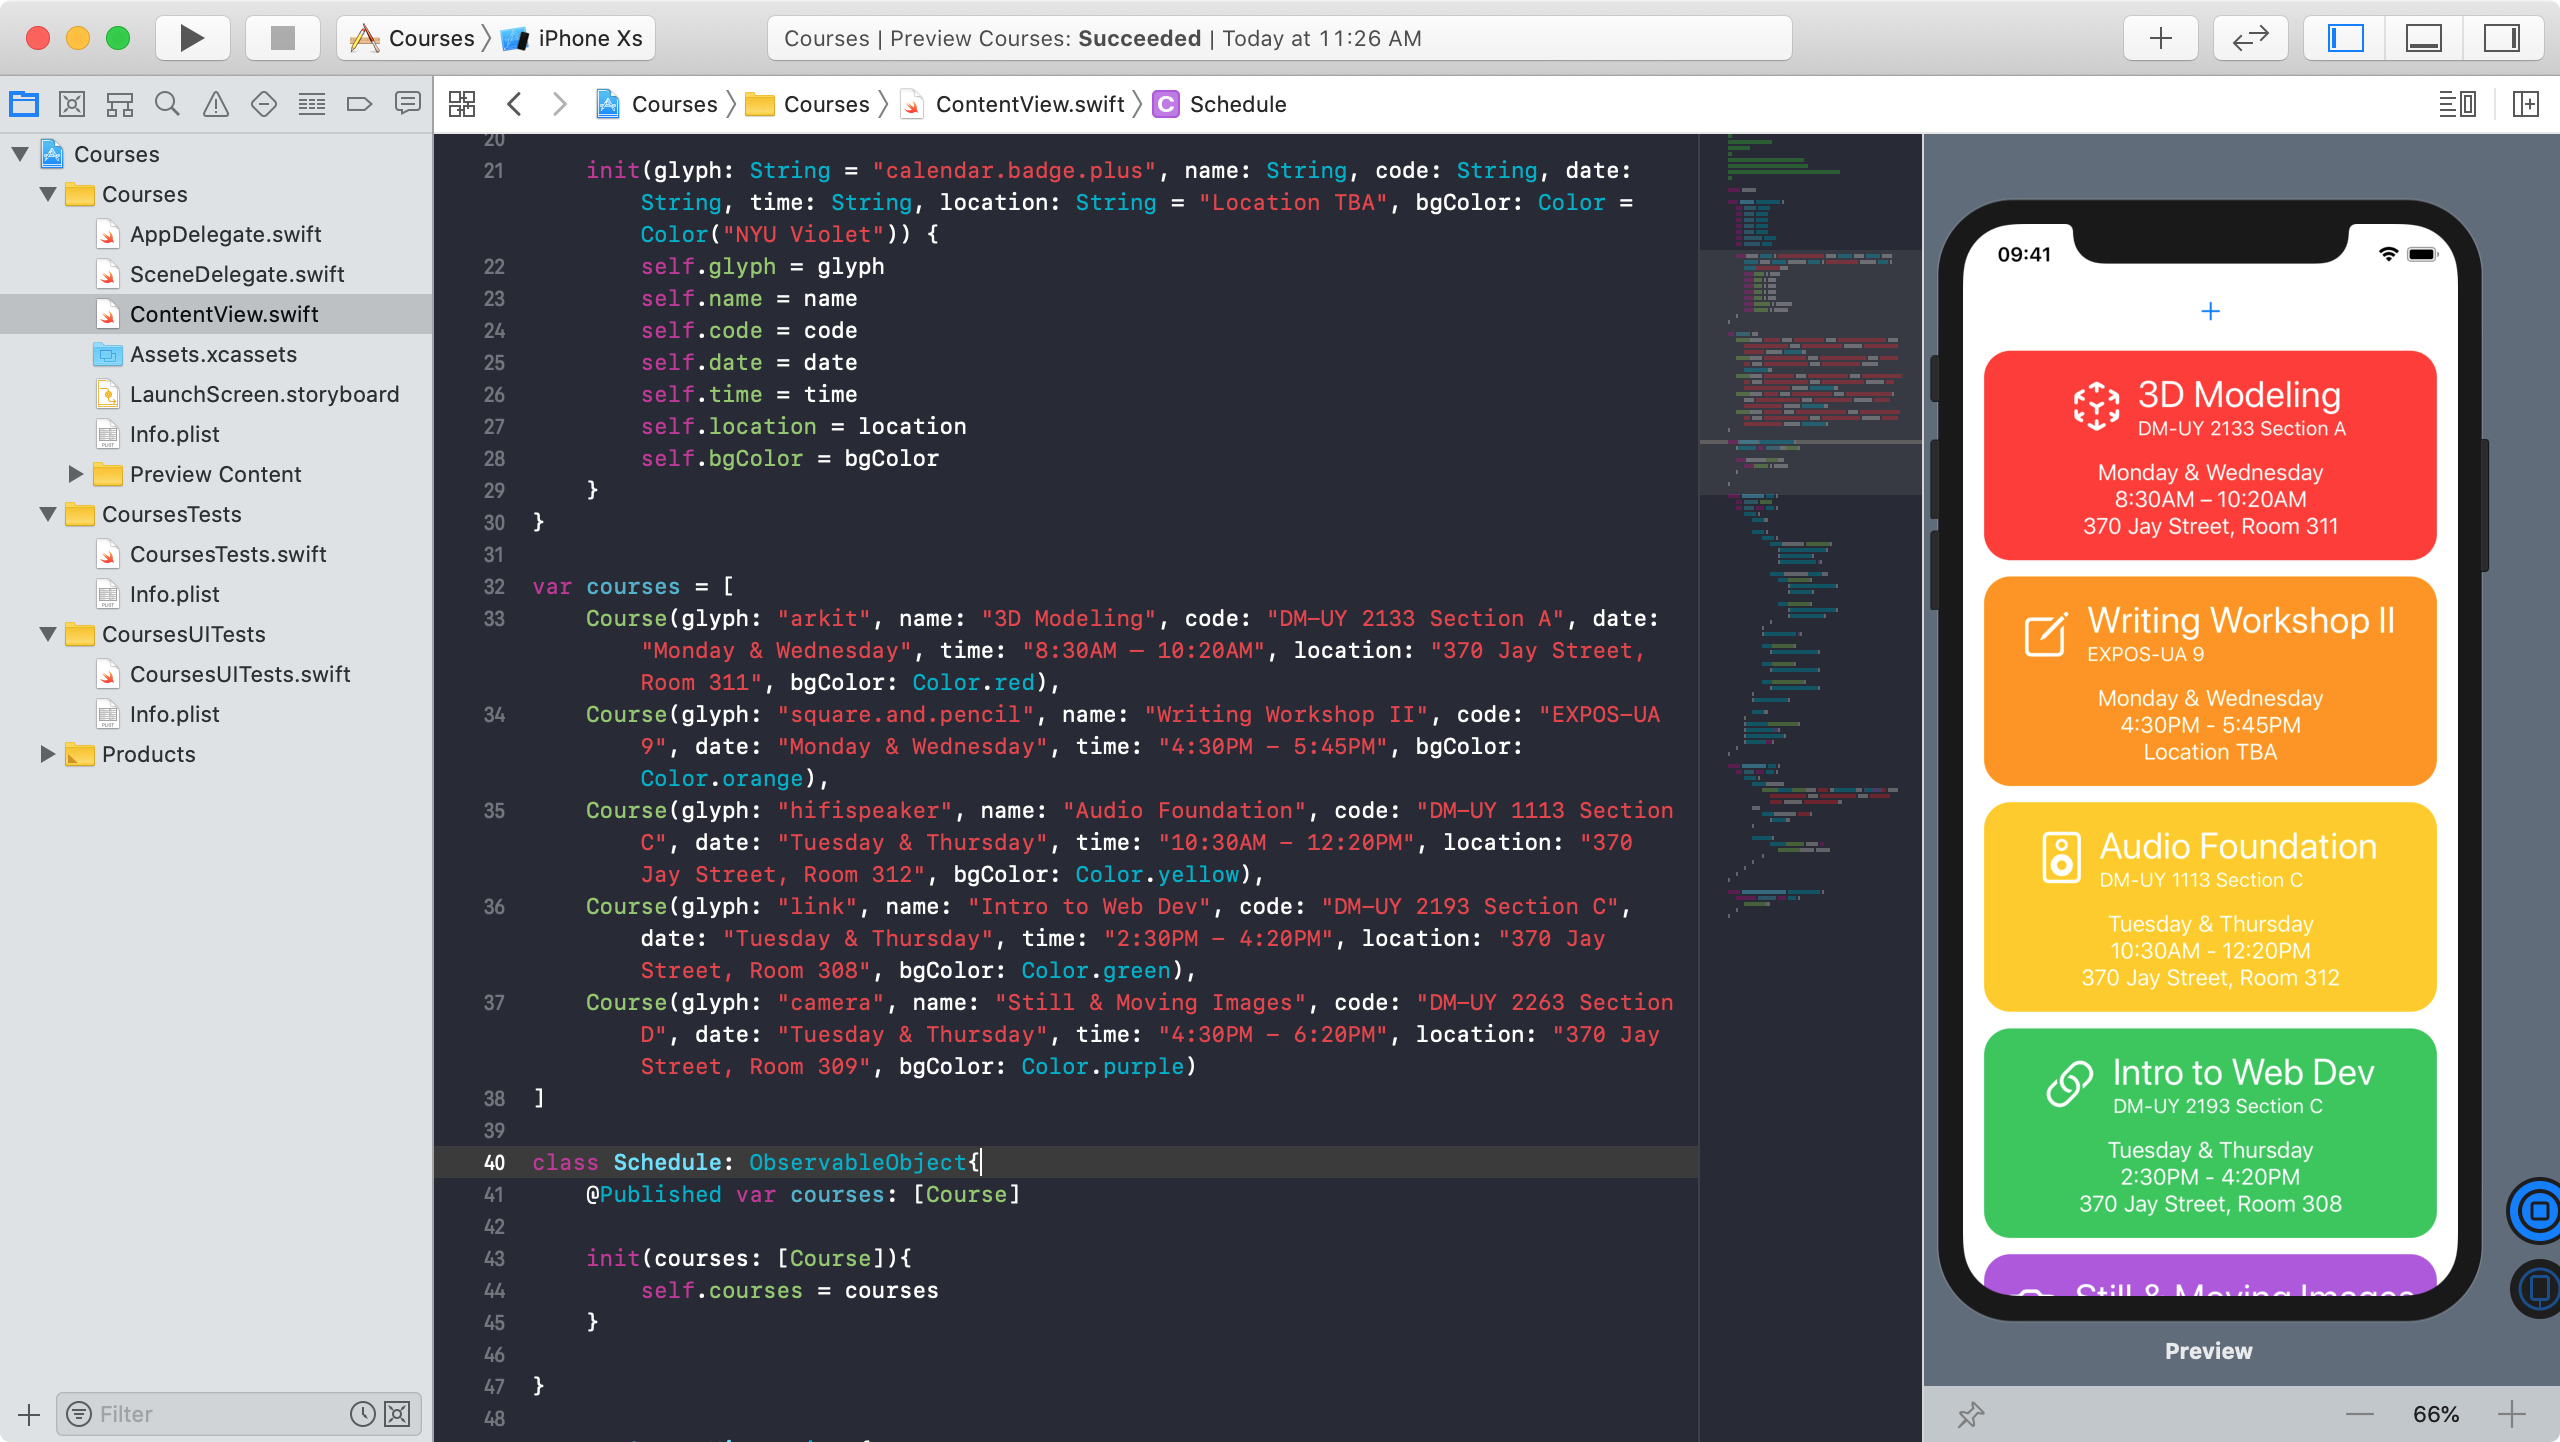 Courses
iPhone Xs
Courses | Preview Courses: Succeeded | Today at 11:26 AM
Courses
Courses
ContentView.swift
C
Schedule
Courses
Courses
AppDelegate.swift
SceneDelegate.swift
ContentView.swift
Assets.xcassets
LaunchScreen.storyboard
Info.plist
Preview Content
CoursesTests
CoursesTests.swift
Info.plist
CoursesUITests
CoursesUITests.swift
Info.plist
Products
Filter
20
21 init(glyph: String = "calendar.badge.plus", name: String, code: String, date:
String, time: String, location: String = "Location TBA", bgColor: Color =
Color("NYU Violet")) {
22 self.glyph = glyph
23 self.name = name
24 self.code = code
25 self.date = date
26 self.time = time
27 self.location = location
28 self.bgColor = bgColor
29 }
30 }
31
32 var courses = [
33 Course(glyph: "arkit", name: "3D Modeling", code: "DM-UY 2133 Section A", date:
"Monday & Wednesday", time: "8:30AM – 10:20AM", location: "370 Jay Street,
Room 311", bgColor: Color.red),
34 Course(glyph: "square.and.pencil", name: "Writing Workshop II", code: "EXPOS-UA
9", date: "Monday & Wednesday", time: "4:30PM - 5:45PM", bgColor:
Color.orange),
35 Course(glyph: "hifispeaker", name: "Audio Foundation", code: "DM-UY 1113 Section
C", date: "Tuesday & Thursday", time: "10:30AM - 12:20PM", location: "370
Jay Street, Room 312", bgColor: Color.yellow),
36 Course(glyph: "link", name: "Intro to Web Dev", code: "DM-UY 2193 Section C",
date: "Tuesday & Thursday", time: "2:30PM - 4:20PM", location: "370 Jay
Street, Room 308", bgColor: Color.green),
37 Course(glyph: "camera", name: "Still & Moving Images", code: "DM-UY 2263 Section
D", date: "Tuesday & Thursday", time: "4:30PM - 6:20PM", location: "370 Jay
Street, Room 309", bgColor: Color.purple)
38 ]
39
40 class Schedule: ObservableObject{
41 @Published var courses: [Course]
42
43 init(courses: [Course]){
44 self.courses = courses
45 }
46
47 }
48
09:41
+
3D Modeling
DM-UY 2133 Section A
Monday & Wednesday
8:30AM – 10:20AM
370 Jay Street, Room 311
Writing Workshop II
EXPOS-UA 9
Monday & Wednesday
4:30PM - 5:45PM
Location TBA
Audio Foundation
DM-UY 1113 Section C
Tuesday & Thursday
10:30AM - 12:20PM
370 Jay Street, Room 312
Intro to Web Dev
DM-UY 2193 Section C
Tuesday & Thursday
2:30PM - 4:20PM
370 Jay Street, Room 308
Still & Moving Images
Preview
66%